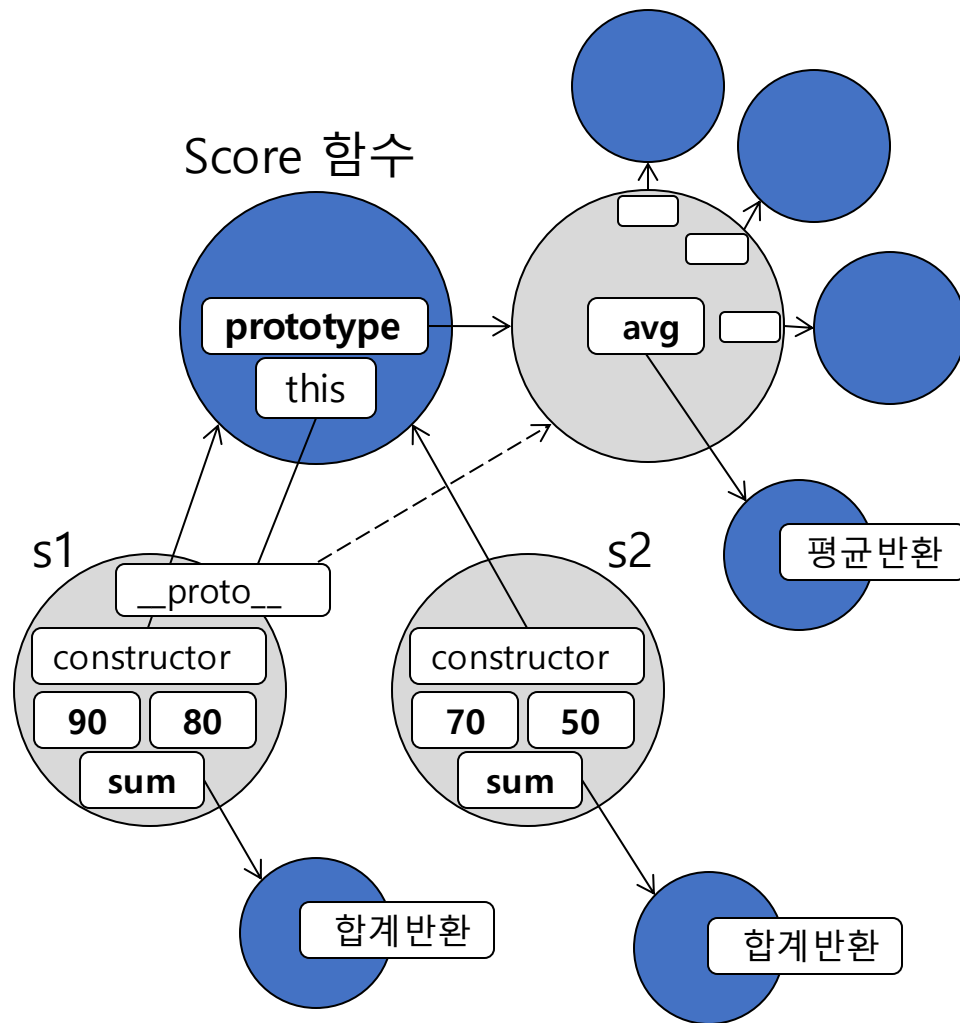 Score 함수
prototype
avg
this
s1
s2
평균반환
__proto__
constructor
constructor
90
80
70
50
sum
sum
합계반환
합계반환